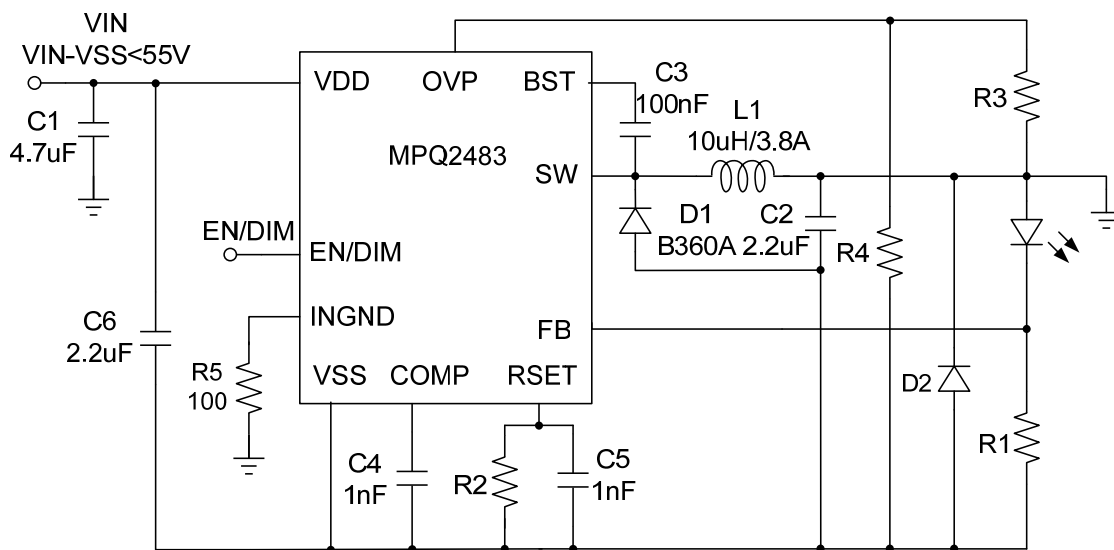 VIN
VIN-VSS<55V
VDD
OVP
BST
C3
100nF
R3
C1
4.7uF
MPQ2483
L1
10uH/3.8A
SW
EN/DIM
EN/DIM
D1
B360A
C2
2.2uF
R4
INGND
FB
C6
2.2uF
R5
100
VSS
COMP
RSET
D2
R1
C4
1nF
R2
C5
1nF